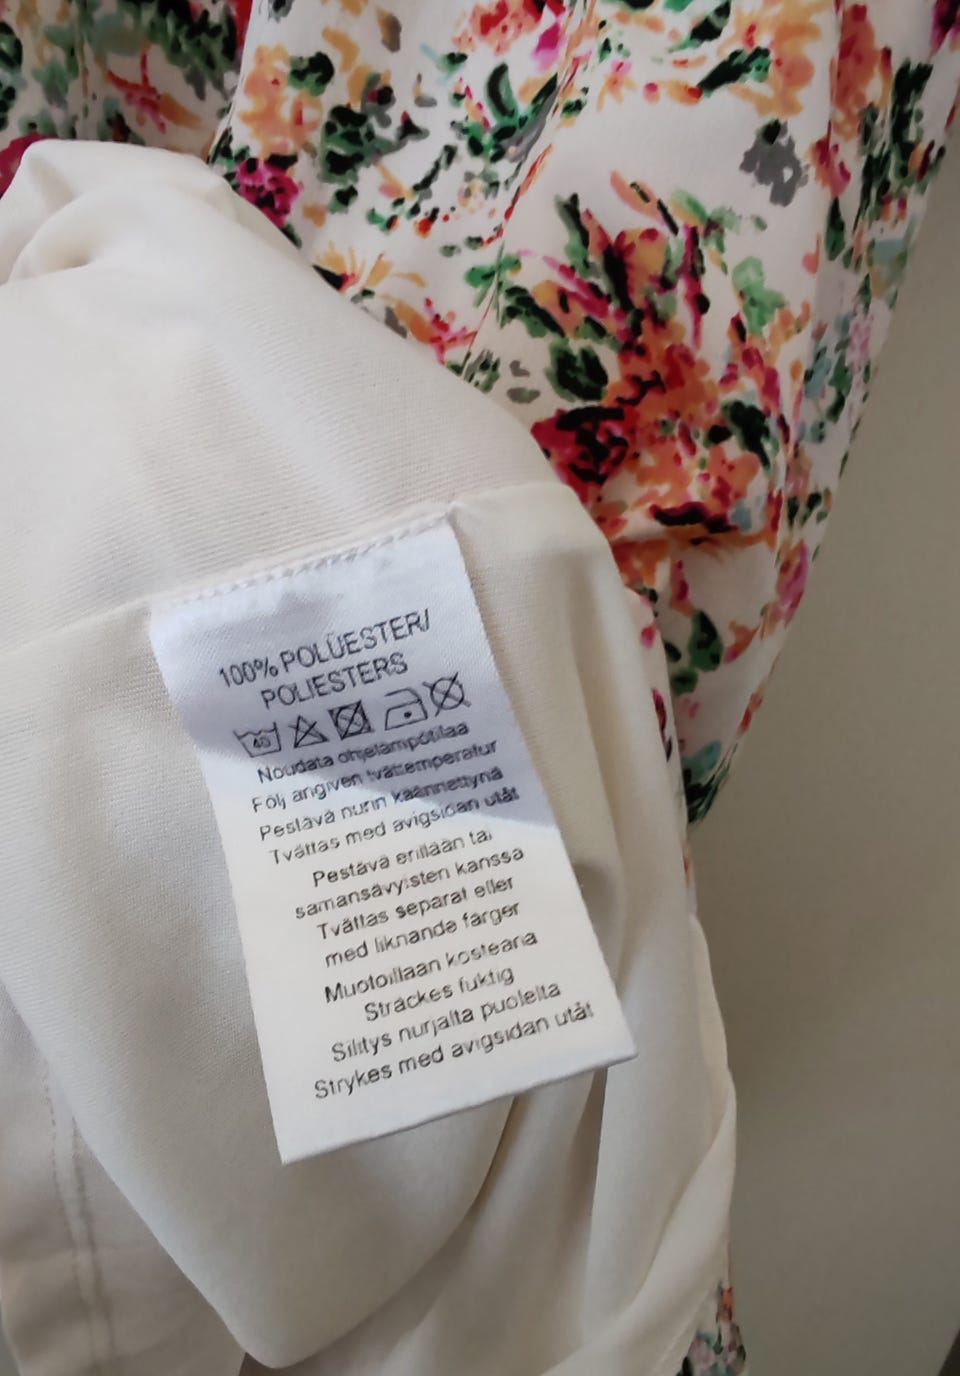 100% POLÜESTER/
POLIESTERS
40
Noudata ohjelämpötilaa
Följ angiven tvättemperatur
Pestävä nurin käännettynä
Tvättas med avigsidan utåt
Pestävä erillään tai
samansävyisten kanssa
Tvättas separat eller
med liknande färger
Muotoillaan kosteana
Sträckes fuktig
Silitys nurjalta puolelta
Strykes med avigsidan utåt